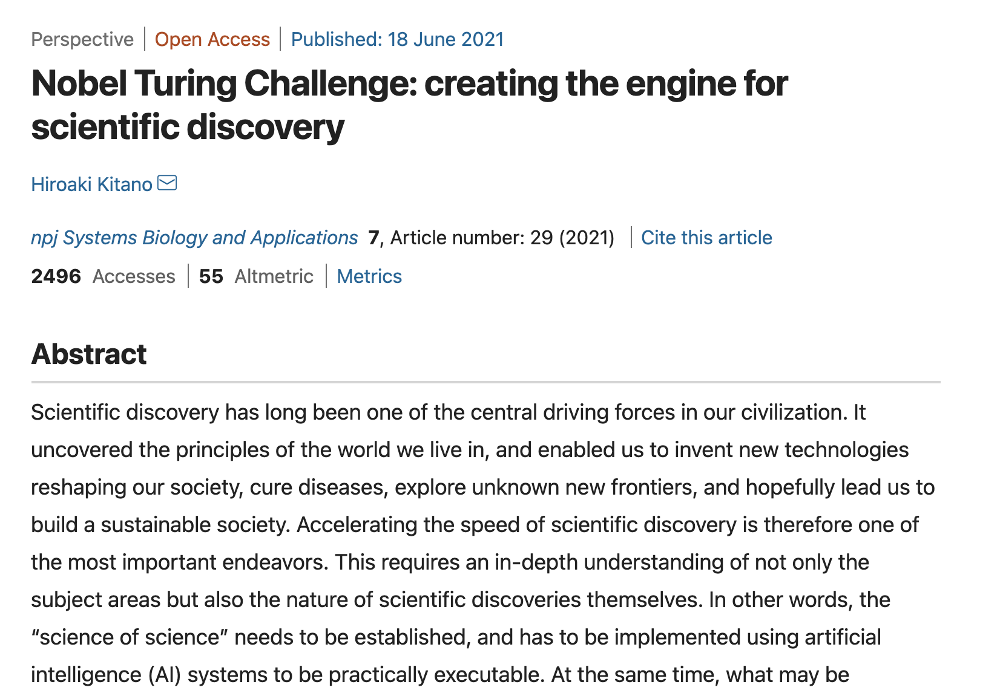 Perspective | Open Access | Published: 18 June 2021
Nobel Turing Challenge: creating the engine for
scientific discovery
Hiroaki Kitano
npj Systems Biology and Applications 7, Article number: 29 (2021) | Cite this article
2496 Accesses | 55 Altmetric | Metrics
Abstract
Scientific discovery has long been one of the central driving forces in our civilization. It
uncovered the principles of the world we live in, and enabled us to invent new technologies
reshaping our society, cure diseases, explore unknown new frontiers, and hopefully lead us to
build a sustainable society. Accelerating the speed of scientific discovery is therefore one of
the most important endeavors. This requires an in-depth understanding of not only the
subject areas but also the nature of scientific discoveries themselves. In other words, the
“science of science” needs to be established, and has to be implemented using artificial
intelligence (AI) systems to be practically executable. At the same time, what may be